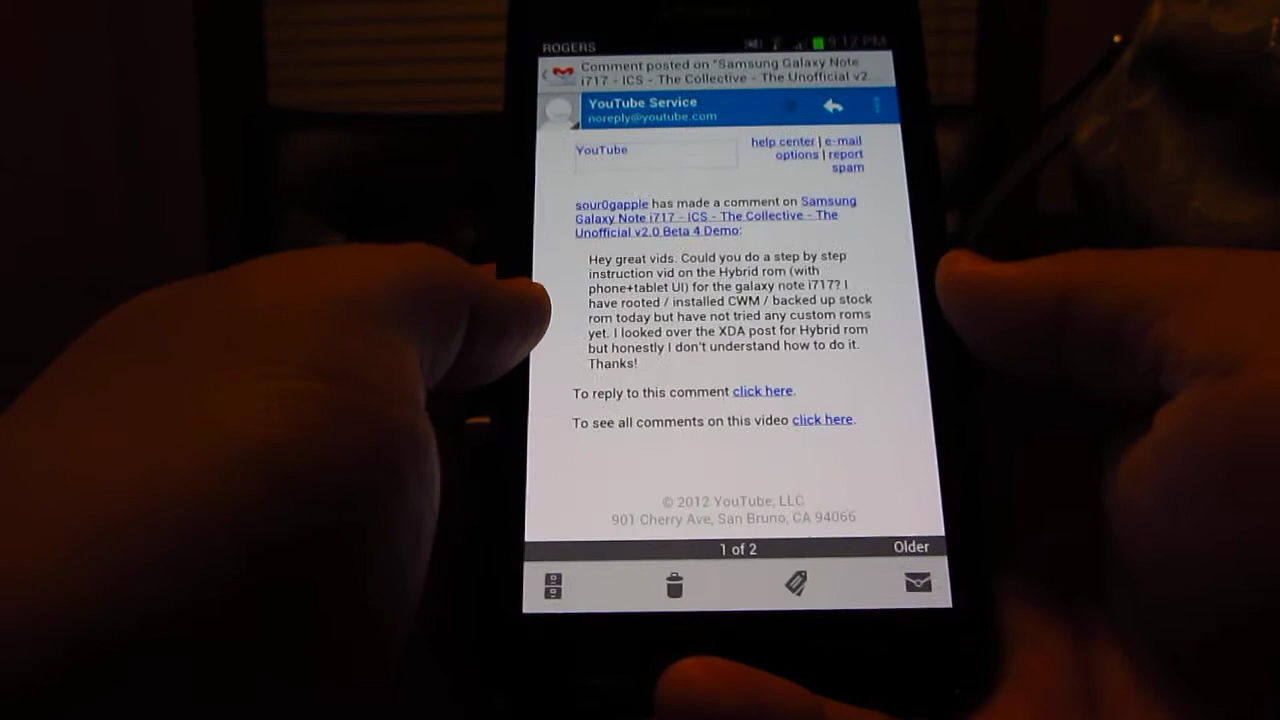 ROGERS 9:12 PM
Comment posted on "Samsung Galaxy Note
i717 - ICS - The Collective - The Unofficial v2...
YouTube Service
noreply@youtube.com
YouTube
help center | e-mail
options | report
spam
sour0gapple has made a comment on Samsung
Galaxy Note i717 - ICS - The Collective - The
Unofficial v2.0 Beta 4 Demo:
Hey great vids. Could you do a step by step
instruction vid on the Hybrid rom (with
phone+tablet UI) for the galaxy note i717? I
have rooted / installed CWM / backed up stock
rom today but have not tried any custom roms
yet. I looked over the XDA post for Hybrid rom
but honestly I don't understand how to do it.
Thanks!
To reply to this comment click here.
To see all comments on this video click here.
© 2012 YouTube, LLC
901 Cherry Ave, San Bruno, CA 94066
1 of 2 Older